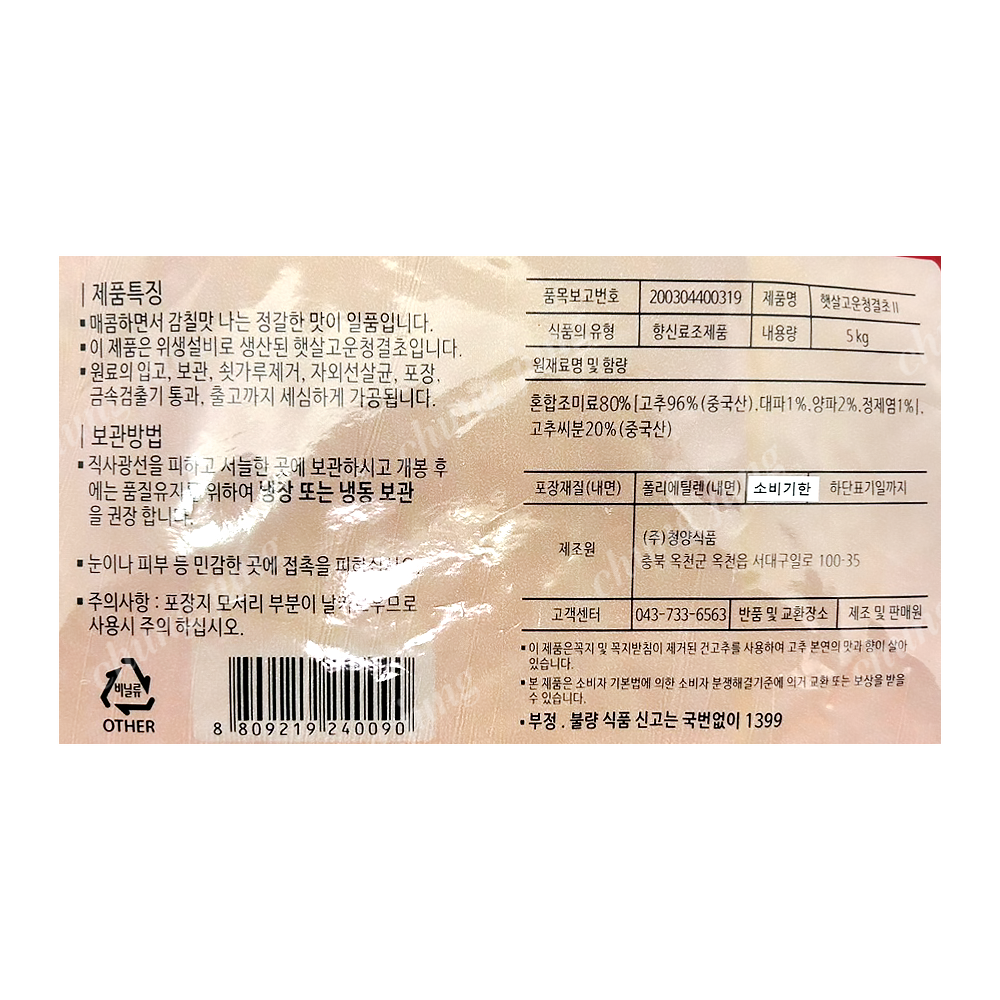 제품특징
▪ 매콤하면서 감칠맛 나는 정갈한 맛이 일품입니다.
▪ 이 제품은 위생설비로 생산된 햇살고운청결초입니다.
▪ 원료의 입고, 보관, 쇳가루제거, 자외선살균, 포장,
금속검출기 통과, 출고까지 세심하게 가공됩니다.
보관방법
▪ 직사광선을 피하고 서늘한 곳에 보관하시고 개봉 후
에는 품질유지를 위하여 냉장 또는 냉동 보관
을 권장 합니다.
▪ 눈이나 피부 등 민감한 곳에 접촉을
▪ 주의사항 : 포장지 모서리 부분이
사용시 주의 하십시오.
비닐류
OTHER
8 809219 240090
품목보고번호 200304400319 제품명 햇살고운청결초Ⅱ
식품의 유형 향신료조제품 내용량 5kg
원재료명 및 함량
혼합조미료80%[고추96%(중국산).대파1%.양파2%.정제염1%].
고추씨분20%(중국산)
포장재질(내면) 폴리에틸렌(내면) 소비기한 하단표기일까지
제조원 (주)청양식품
충북 옥천군 옥천읍 서대구일로 100-35
고객센터 043-733-6563 반품 및 교환장소 제조 및 판매원
▪ 이 제품은꼭지 및 꼭지받침이 제거된 건고추를 사용하여 고추 본연의 맛과 향이 살아
있습니다.
▪ 본 제품은 소비자 기본법에 의한 소비자 분쟁해결기준에 의거 교환 또는 보상을 받을
수 있습니다.
▪ 부정 . 불량 식품 신고는 국번없이 1399